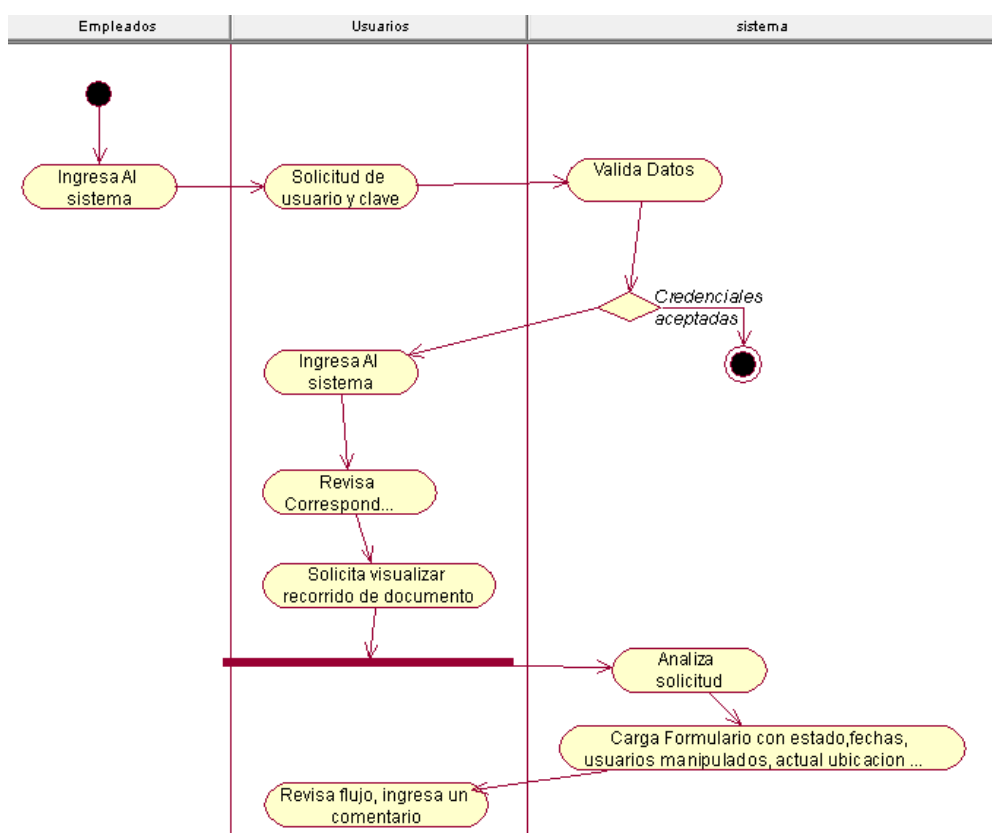 Empleados
Usuarios
sistema
Ingresa Al
sistema
Solicitud de
usuario y clave
Valida Datos
Credenciales
aceptadas
Ingresa Al
sistema
Revisa
Correspond...
Solicita visualizar
recorrido de documento
Analiza
solicitud
Carga Formulario con estado,fechas,
usuarios manipulados, actual ubicacion ...
Revisa flujo, ingresa un
comentario